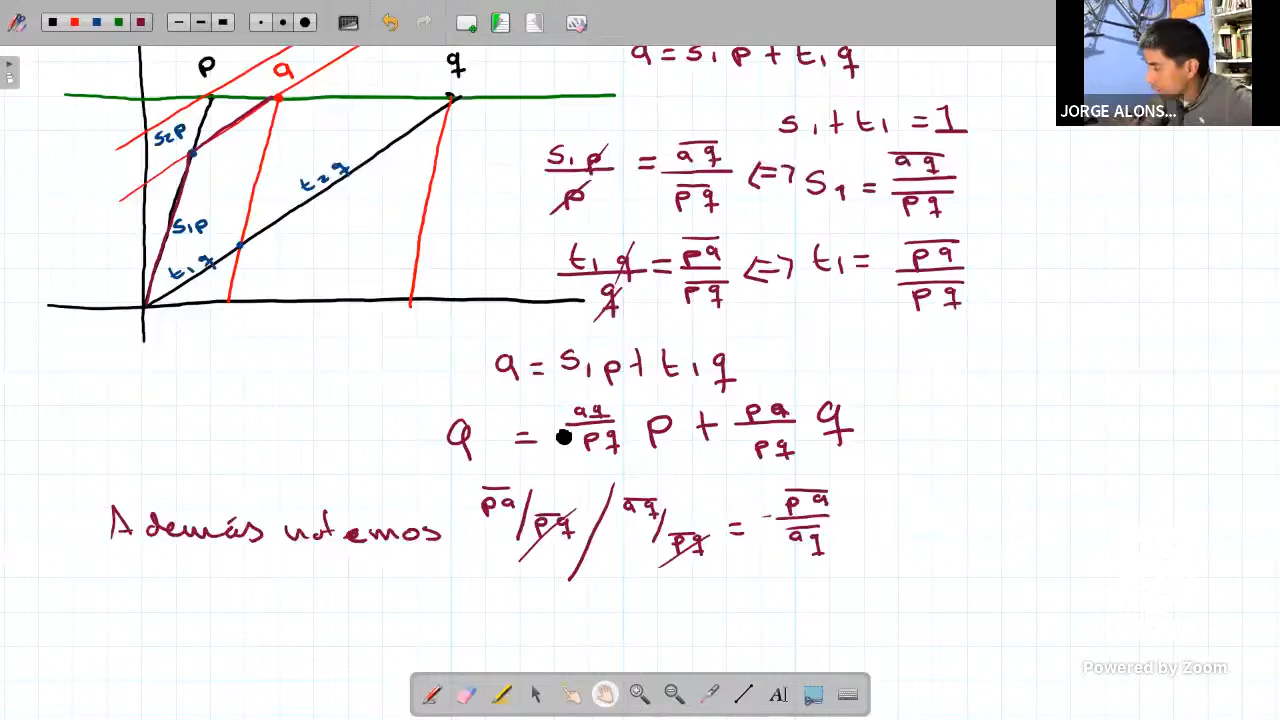 JORGE ALONS...
p a q
a = s₁p + t₁q
s₂p
s₁ + t₁ = 1
s₁p/p = aq̅/pq̅ <=> s₁ = aq̅/pq̅
t₂q
s₁p
t₁q
t₁q/q = pa̅/pq̅ <=> t₁ = pa̅/pq̅
a = s₁p + t₁q
a = aq/pq p + pa/pq q
Además notemos pa̅/pq̅ / aq̅/pq̅ = pa̅/aq̅
AI
Powered by Zoom